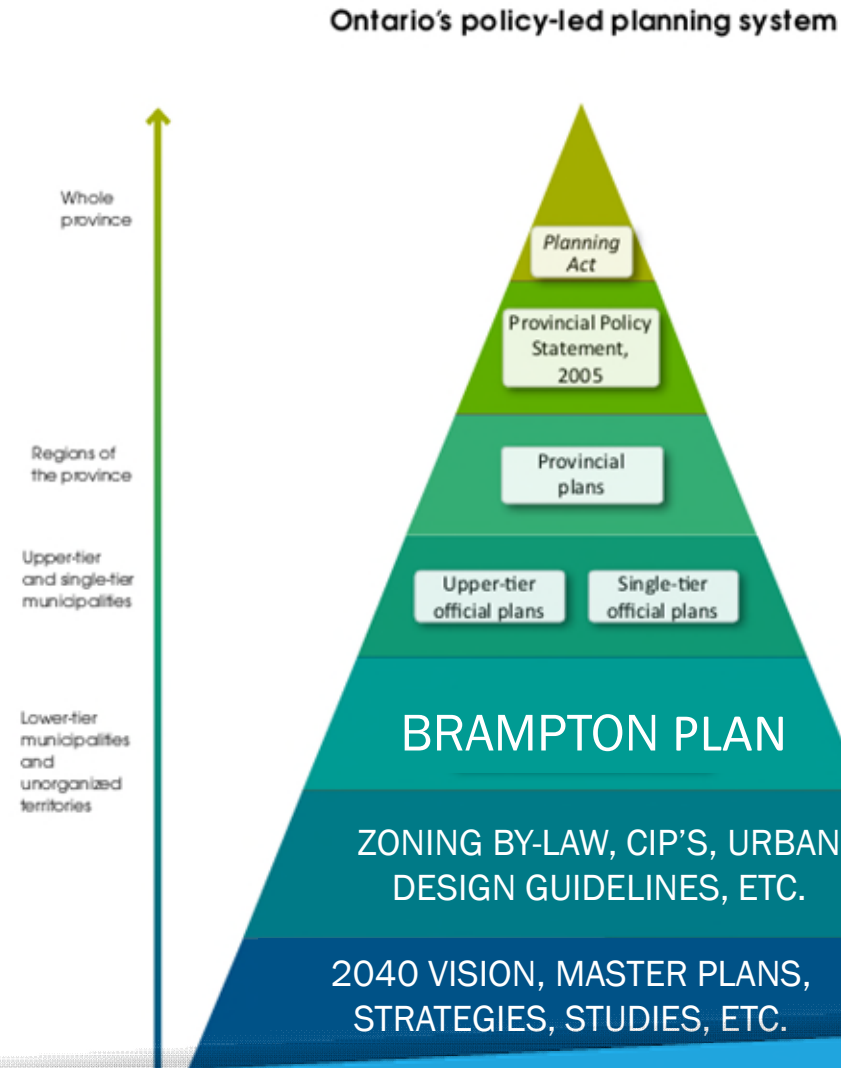 Ontario's policy-led planning system
Whole
province
Planning
Act
Provincial Policy
Statement,
2005
Regions of
the province
Provincial
plans
Upper-tier
and single-tier
municipalities
Upper-tier
official plans
Single-tier
official plans
Lower-tier
municipalities
and
unorganized
territories
BRAMPTON PLAN
ZONING BY-LAW, CIP'S, URBAN
DESIGN GUIDELINES, ETC.
2040 VISION, MASTER PLANS,
STRATEGIES, STUDIES, ETC.